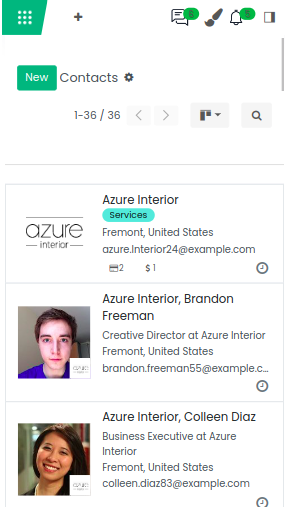 6
5
New Contacts
1-36 / 36
Azure Interior
Services
azure
interior
Fremont, United States
azure.Interior24@example.com
2 $ 1
Azure Interior, Brandon
Freeman
Creative Director at Azure Interior
Fremont, United States
brandon.freeman55@example.c...
Azure Interior, Colleen Diaz
Business Executive at Azure
Interior
Fremont, United States
colleen.diaz83@example.com